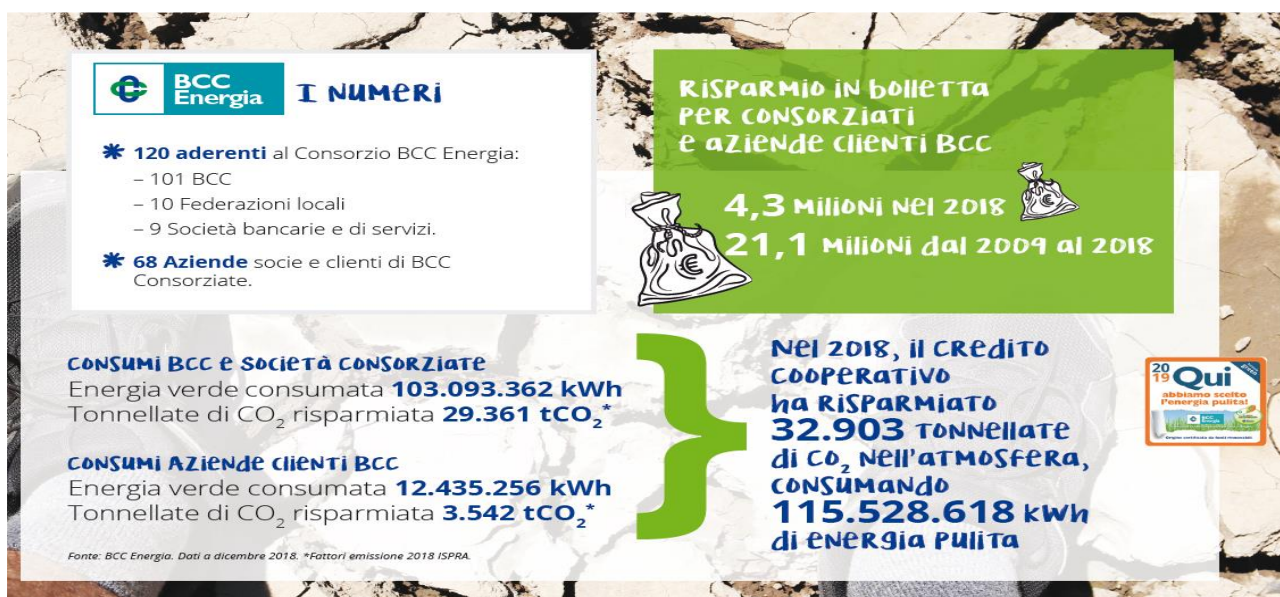 BCC
Energia
I NUMERI
120 aderenti al Consorzio BCC Energia:
– 101 BCC
– 10 Federazioni locali
– 9 Società bancarie e di servizi.
68 Aziende socie e clienti di BCC
Consorziate.
RISPARMIO IN BOLLETTA
PER CONSORZIATI
E AZIENDE CLIENTI BCC
4,3 MILIONI NEL 2018
21,1 MILIONI DAL 2009 AL 2018
CONSUMI BCC E SOCIETÀ CONSORZIATE
Energia verde consumata 103.093.362 kWh
Tonnellate di CO₂ risparmiata 29.361 tCO₂*
CONSUMI AZIENDE CLIENTI BCC
Energia verde consumata 12.435.256 kWh
Tonnellate di CO₂ risparmiata 3.542 tCO₂*
Fonte: BCC Energia. Dati a dicembre 2018. *Fattori emissione 2018 ISPRA.
NEL 2018, IL CREDITO
COOPERATIVO
HA RISPARMIATO
32.903 TONNELLATE
DI CO₂ NELL'ATMOSFERA,
CONSUMANDO
115.528.618 KWH
DI ENERGIA PULITA
2019 Qui
abbiamo scelto
l'energia pulita!
BCC
Energia